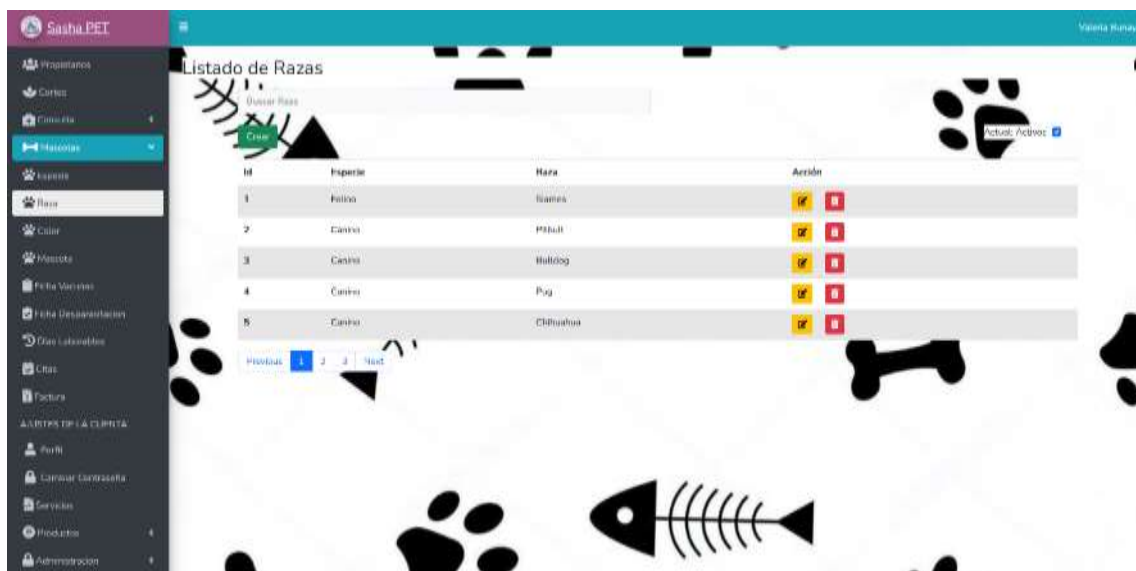 Sasha PET
Valeria
Propietarios
Cortes
Consulta
Mascotas
Especie
Raza
Color
Mascota
Ficha Vacunas
Ficha Desparasitacion
Dias Laborables
Citas
Factura
AJUSTES DE LA CUENTA
Perfil
Cambiar Contraseña
Servicios
Productos
Administracion
Listado de Razas
Buscar Raza
Crear
Actual: Activos
Id Especie Raza Acción
1 Felino Siames
2 Canino Pitbull
3 Canino Bulldog
4 Canino Pug
5 Canino Chihuahua
Previous 1 2 3 Next